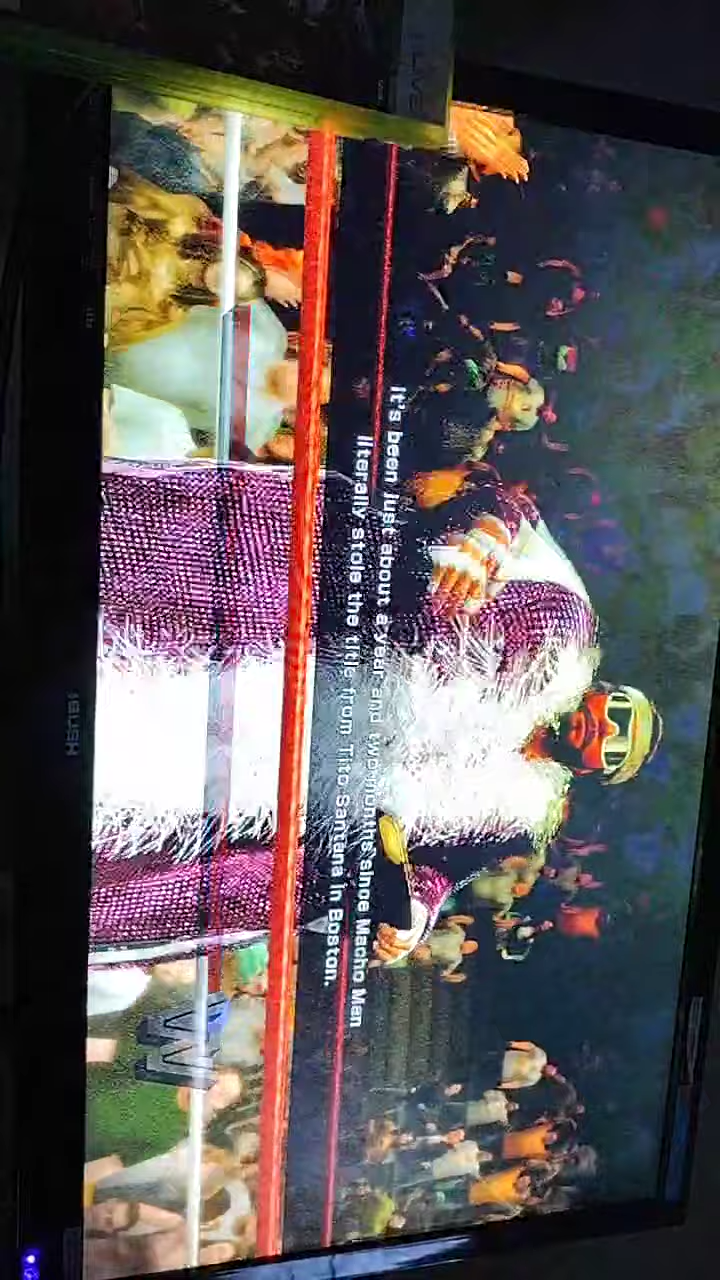 It's been just about a year and two months since Macho Man
literally stole the title from Tito Santana in Boston.
W
HISENSE